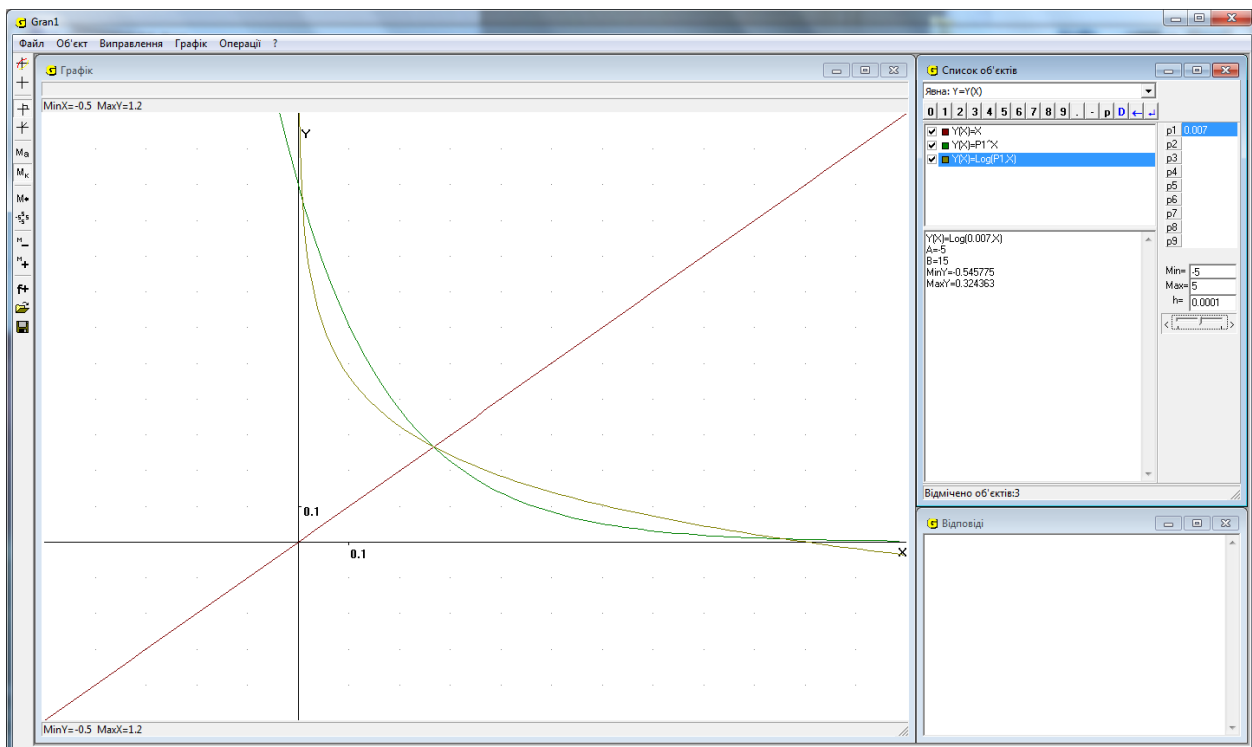 Gran1
Файл Об'єкт Виправлення Графік Операції ?
Графік
MinX=-0.5 MaxY=1.2
Y
0.1
0.1
X
MinY=-0.5 MaxX=1.2
Mа
Mк
M
-5
M
M
f+
Список об'єктів
Явна: Y=Y(X)
0 1 2 3 4 5 6 7 8 9 . - p D
Y(X)=X
Y(X)=P1^X
Y(X)=Log(P1,X)
p1 0.007
p2
p3
p4
p5
p6
p7
p8
p9
Y(X)=Log(0.007,X)
A=-5
B=15
MinY=-0.545775
MaxY=0.324363
Min= -5
Max= 5
h= 0.0001
Відмічено об'єктів:3
Відповіді